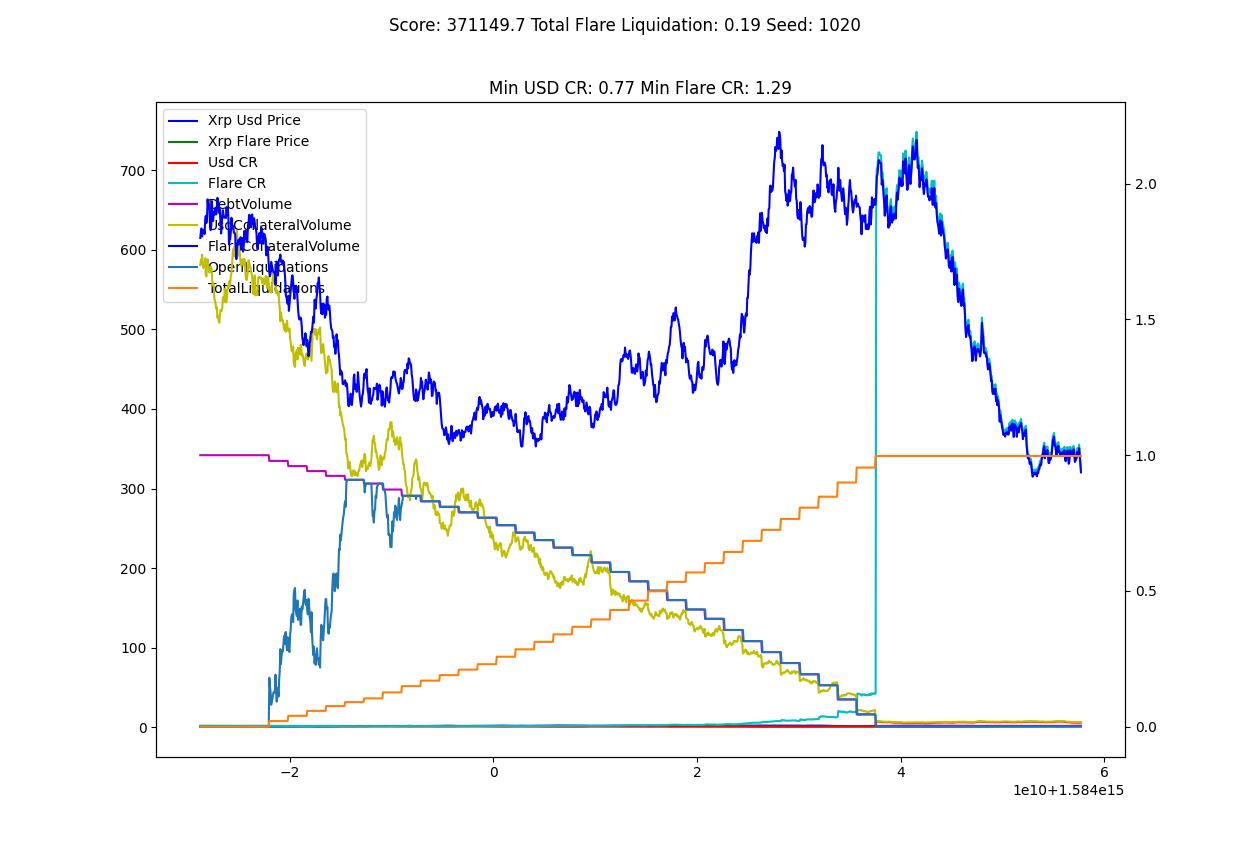 Score: 371149.7 Total Flare Liquidation: 0.19 Seed: 1020
Min USD CR: 0.77 Min Flare CR: 1.29
Xrp Usd Price
Xrp Flare Price
Usd CR
Flare CR
DebtVolume
UsdCollateralVolume
FlareCollateralVolume
OpenLiquidations
TotalLiquidations
700
600
500
400
300
200
100
0
2.0
1.5
1.0
0.5
0.0
−2
0
2
4
6
1e10+1.584e15